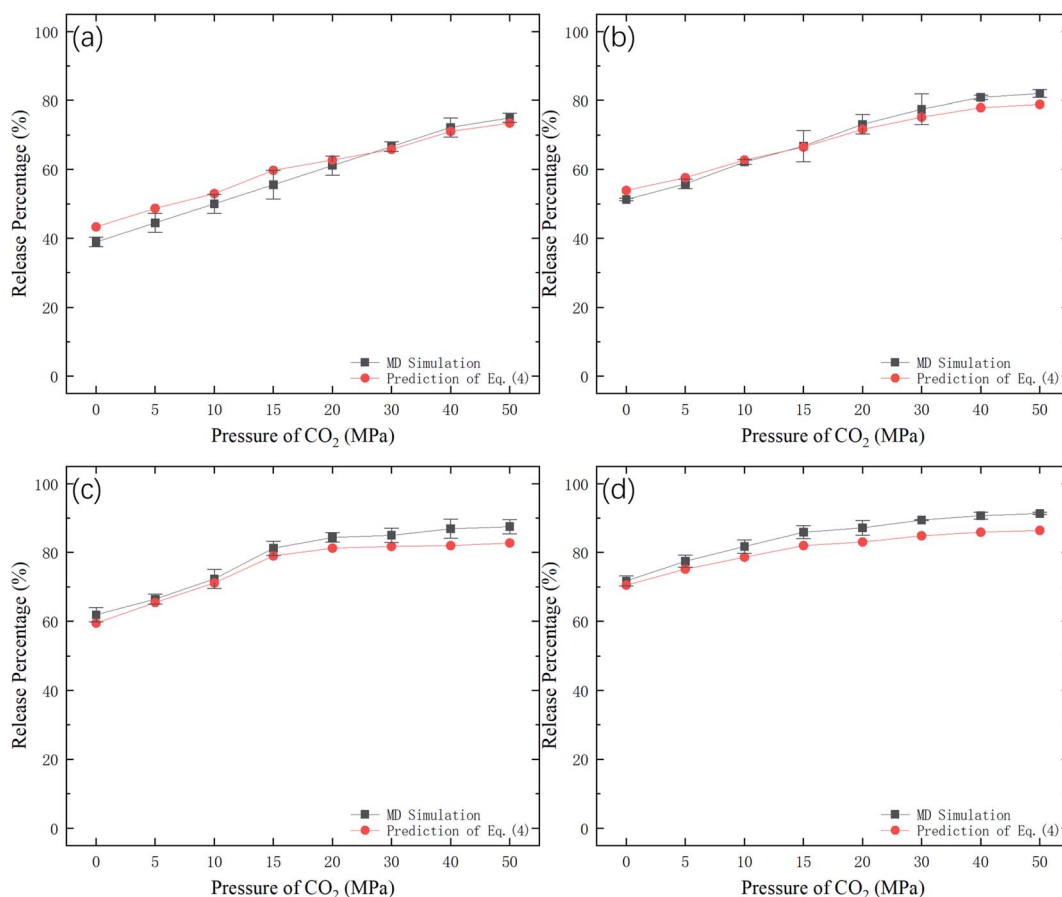 (a)
100
80
60
40
20
0
Release Percentage (%)
MD Simulation
Prediction of Eq. (4)
0 5 10 15 20 30 40 50
Pressure of CO₂ (MPa)
(b)
100
80
60
40
20
0
Release Percentage (%)
MD Simulation
Prediction of Eq. (4)
0 5 10 15 20 30 40 50
Pressure of CO₂ (MPa)
(c)
100
80
60
40
20
0
Release Percentage (%)
MD Simulation
Prediction of Eq. (4)
0 5 10 15 20 30 40 50
Pressure of CO₂ (MPa)
(d)
100
80
60
40
20
0
Release Percentage (%)
MD Simulation
Prediction of Eq. (4)
0 5 10 15 20 30 40 50
Pressure of CO₂ (MPa)